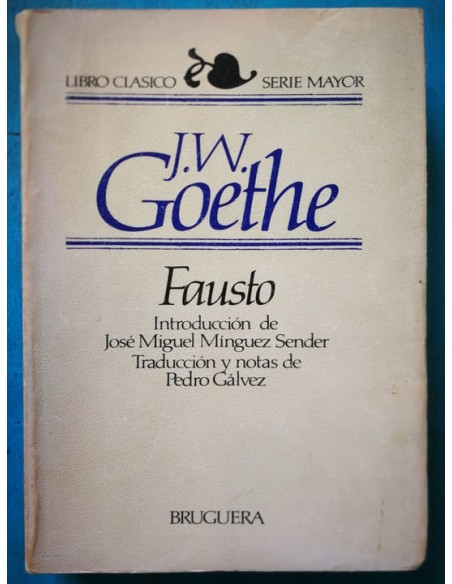 LIBRO CLASICO SERIE MAYOR
J.W.
Goethe
Fausto
Introducción de
José Miguel Mínguez Sender
Traducción y notas de
Pedro Gálvez
BRUGUERA